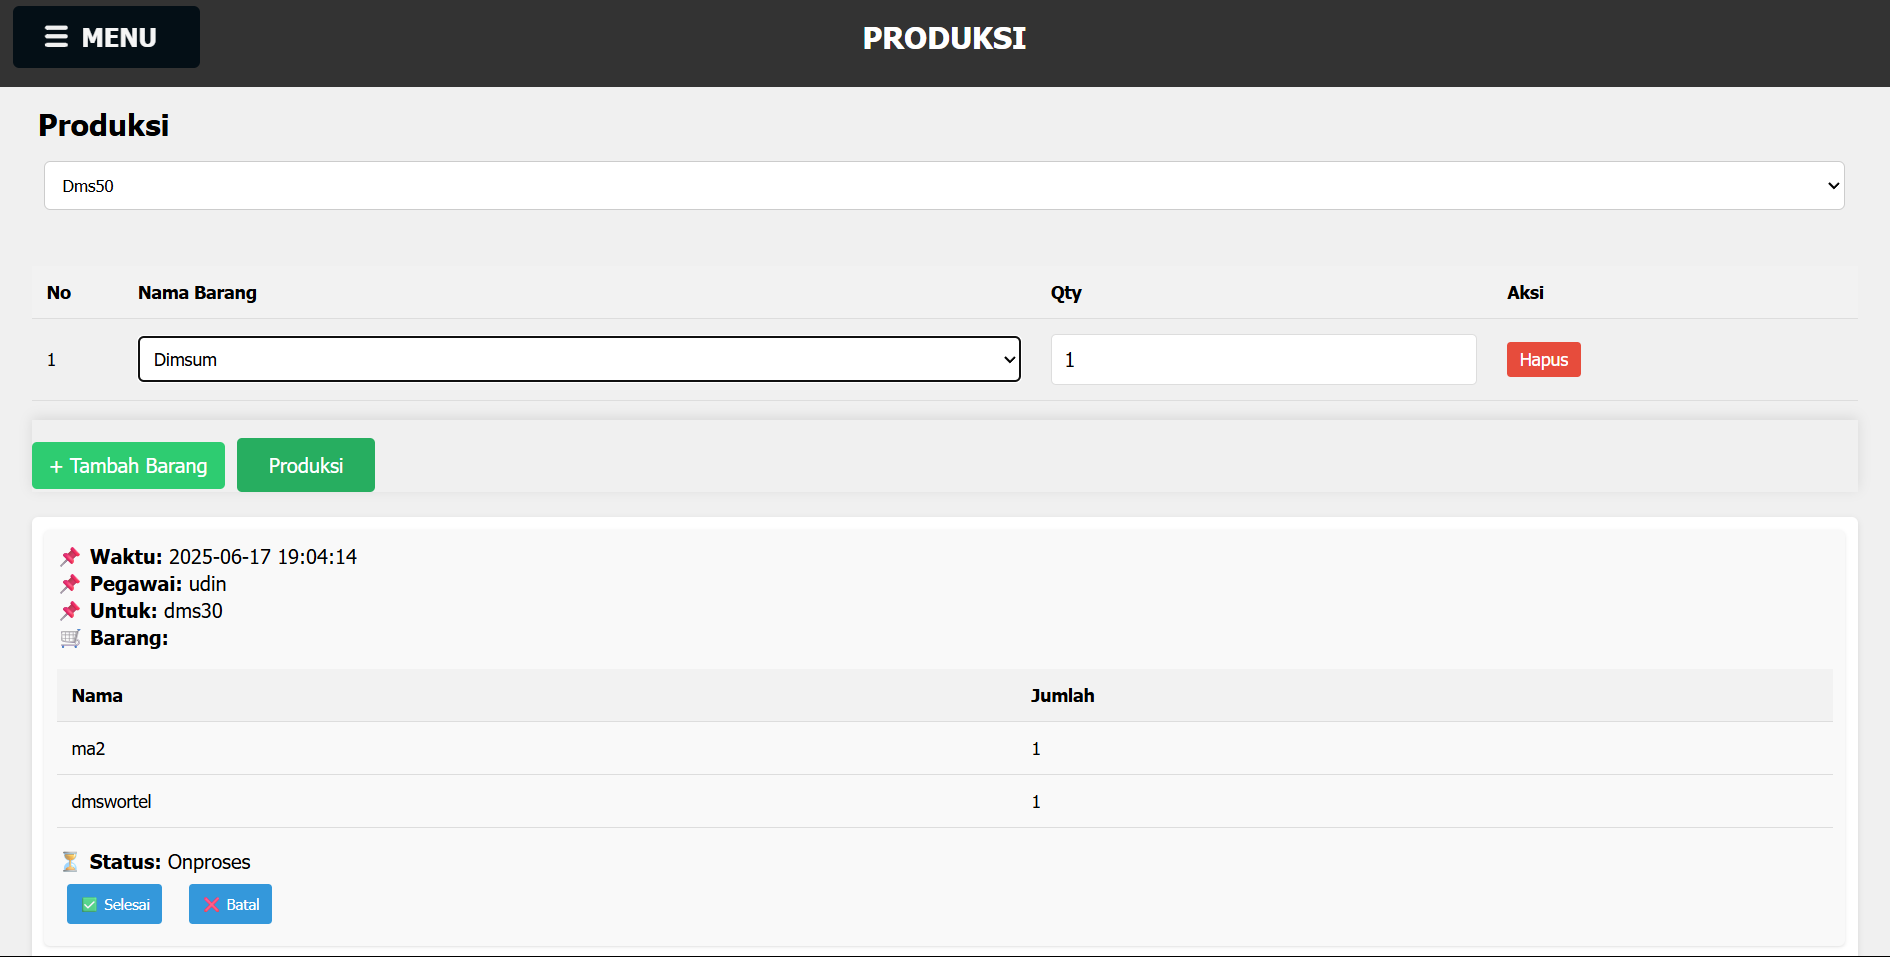 ☰ MENU
PRODUKSI
Produksi
Dms50
No Nama Barang Qty Aksi
1 Dimsum 1 Hapus
+ Tambah Barang Produksi
📌 Waktu: 2025-06-17 19:04:14
📌 Pegawai: udin
📌 Untuk: dms30
🛒 Barang:
Nama Jumlah
ma2 1
dmswortel 1
⏳ Status: Onproses
✅ Selesai ❌ Batal